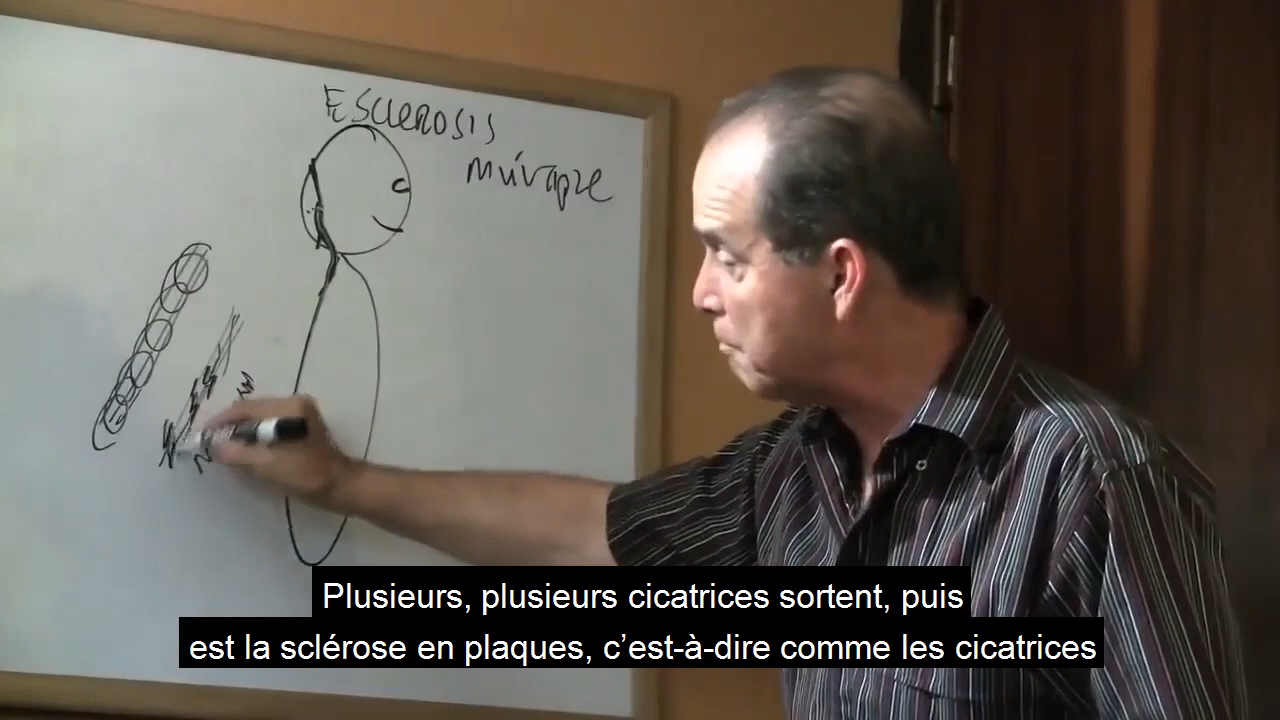 ESCLEROSIS
múltiple
Plusieurs, plusieurs cicatrices sortent, puis
est la sclérose en plaques, c’est-à-dire comme les cicatrices